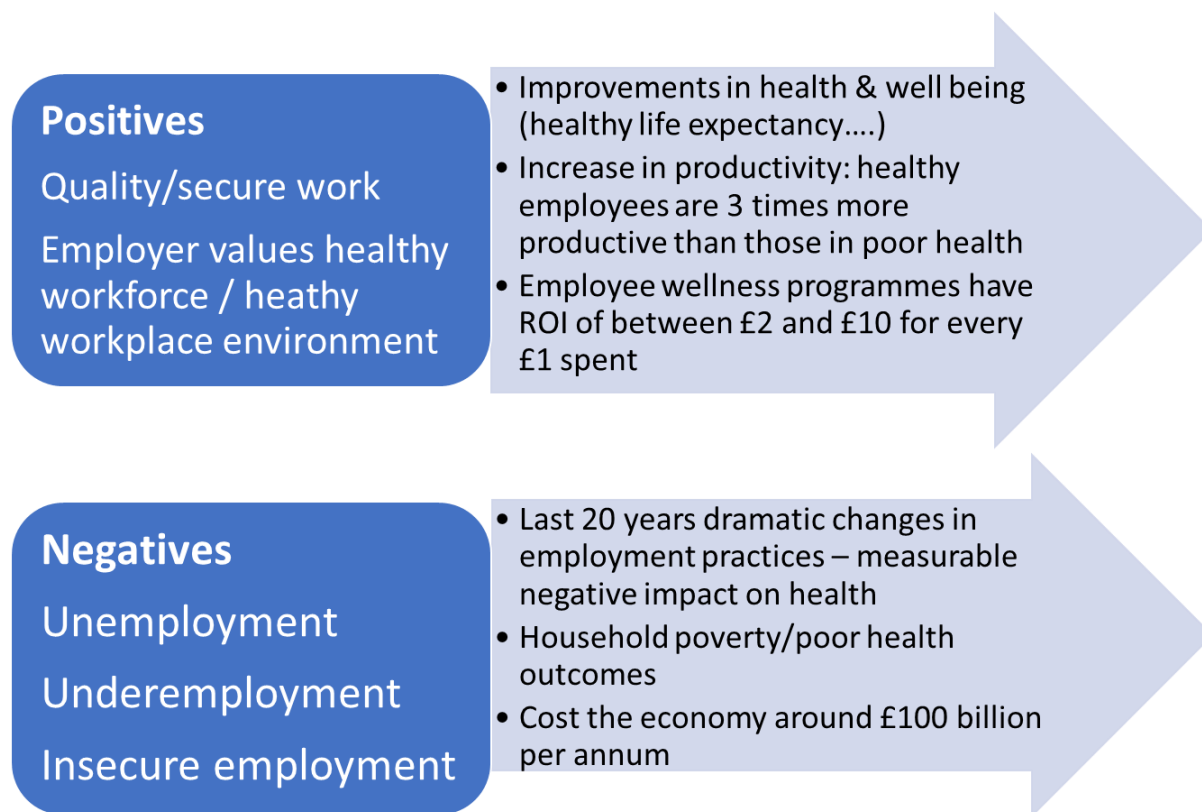 Positives
Quality/secure work
Employer values healthy
workforce / heathy
workplace environment
• Improvements in health & well being
(healthy life expectancy....)
• Increase in productivity: healthy
employees are 3 times more
productive than those in poor health
• Employee wellness programmes have
ROI of between £2 and £10 for every
£1 spent
Negatives
Unemployment
Underemployment
Insecure employment
• Last 20 years dramatic changes in
employment practices – measurable
negative impact on health
• Household poverty/poor health
outcomes
• Cost the economy around £100 billion
per annum